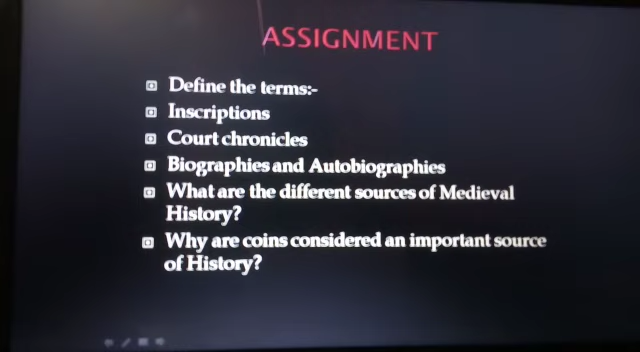 ASSIGNMENT
Define the terms:-
Inscriptions
Court chronicles
Biographies and Autobiographies
What are the different sources of Medieval
History?
Why are coins considered an important source
of History?